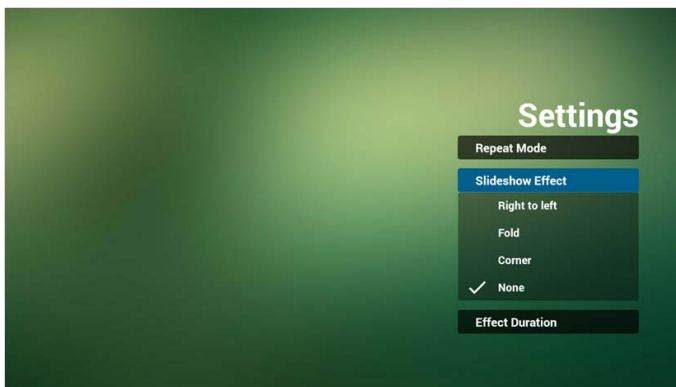 Settings
Repeat Mode
Slideshow Effect
Right to left
Fold
Corner
None
Effect Duration